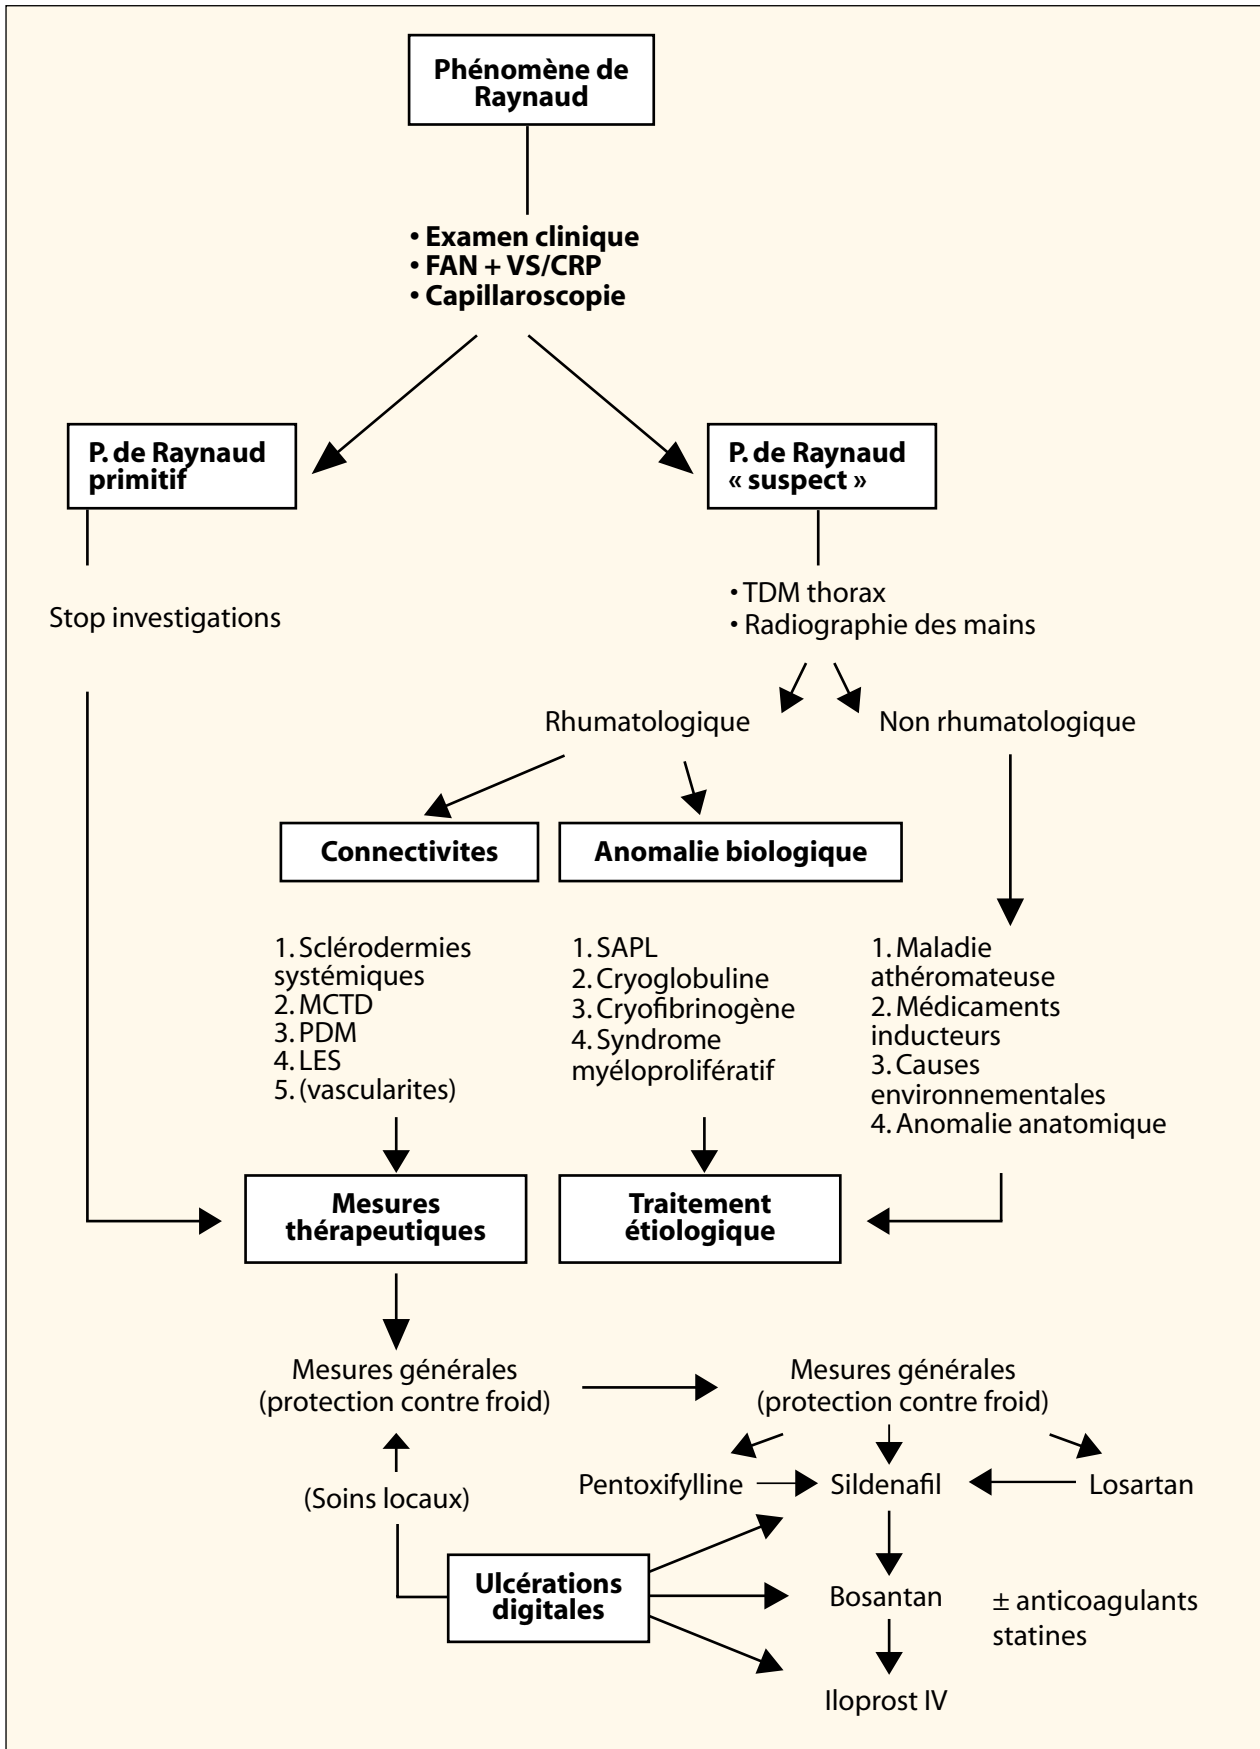 Phénomène de
Raynaud
• Examen clinique
• FAN + VS/CRP
• Capillaroscopie
P. de Raynaud
primitif
P. de Raynaud
« suspect »
Stop investigations
• TDM thorax
• Radiographie des mains
Rhumatologique
Non rhumatologique
Connectivites
Anomalie biologique
1. Sclérodermies
systémiques
2. MCTD
3. PDM
4. LES
5. (vascularites)
1. SAPL
2. Cryoglobuline
3. Cryofibrinogène
4. Syndrome
myéloprolifératif
1. Maladie
athéromateuse
2. Médicaments
inducteurs
3. Causes
environnementales
4. Anomalie anatomique
Mesures
thérapeutiques
Traitement
étiologique
Mesures générales
(protection contre froid)
Mesures générales
(protection contre froid)
(Soins locaux)
Pentoxifylline
Sildenafil
Losartan
Ulcérations
digitales
Bosantan
± anticoagulants
statines
Iloprost IV